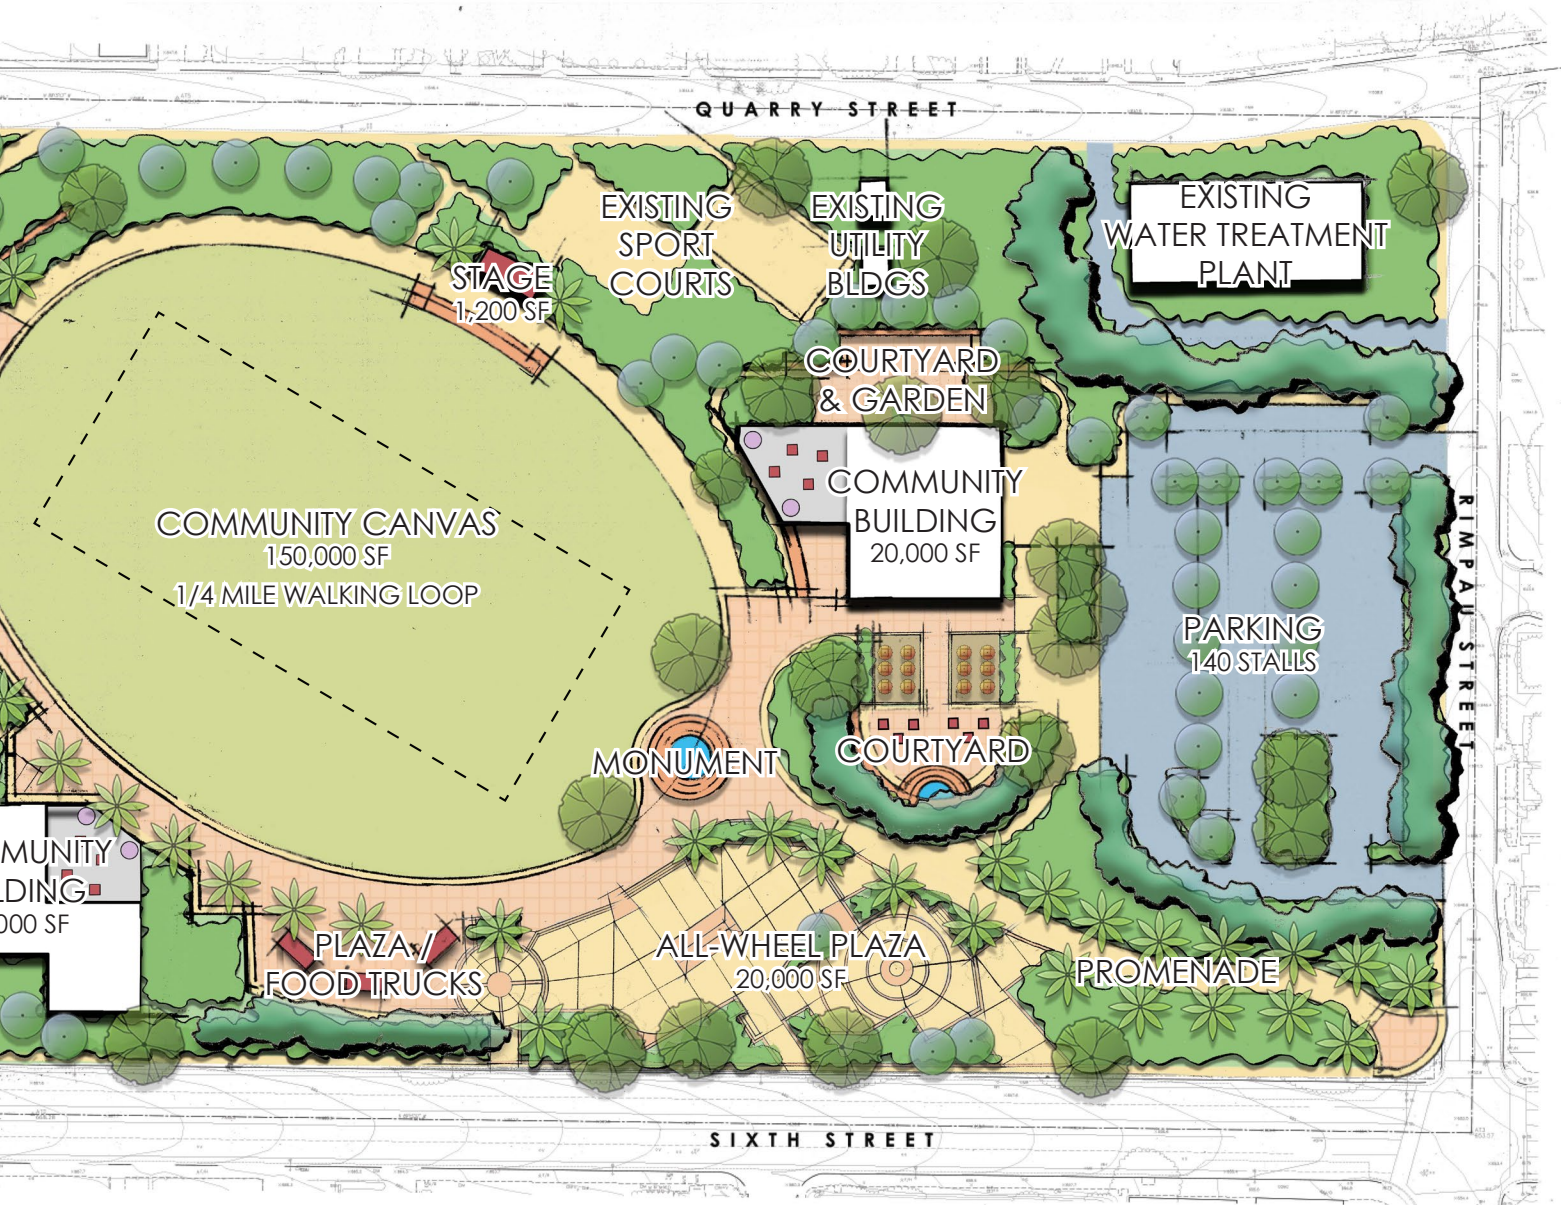 QUARRY STREET
EXISTING
SPORT
COURTS
EXISTING
UTILITY
BLDGS
EXISTING
WATER TREATMENT
PLANT
STAGE
1,200 SF
COURTYARD
& GARDEN
COMMUNITY CANVAS
150,000 SF
1/4 MILE WALKING LOOP
COMMUNITY
BUILDING
20,000 SF
PARKING
140 STALLS
RIMPAU STREET
MONUMENT
COURTYARD
MUNITY
LDING
000 SF
PLAZA /
FOOD TRUCKS
ALL-WHEEL PLAZA
20,000 SF
PROMENADE
SIXTH STREET